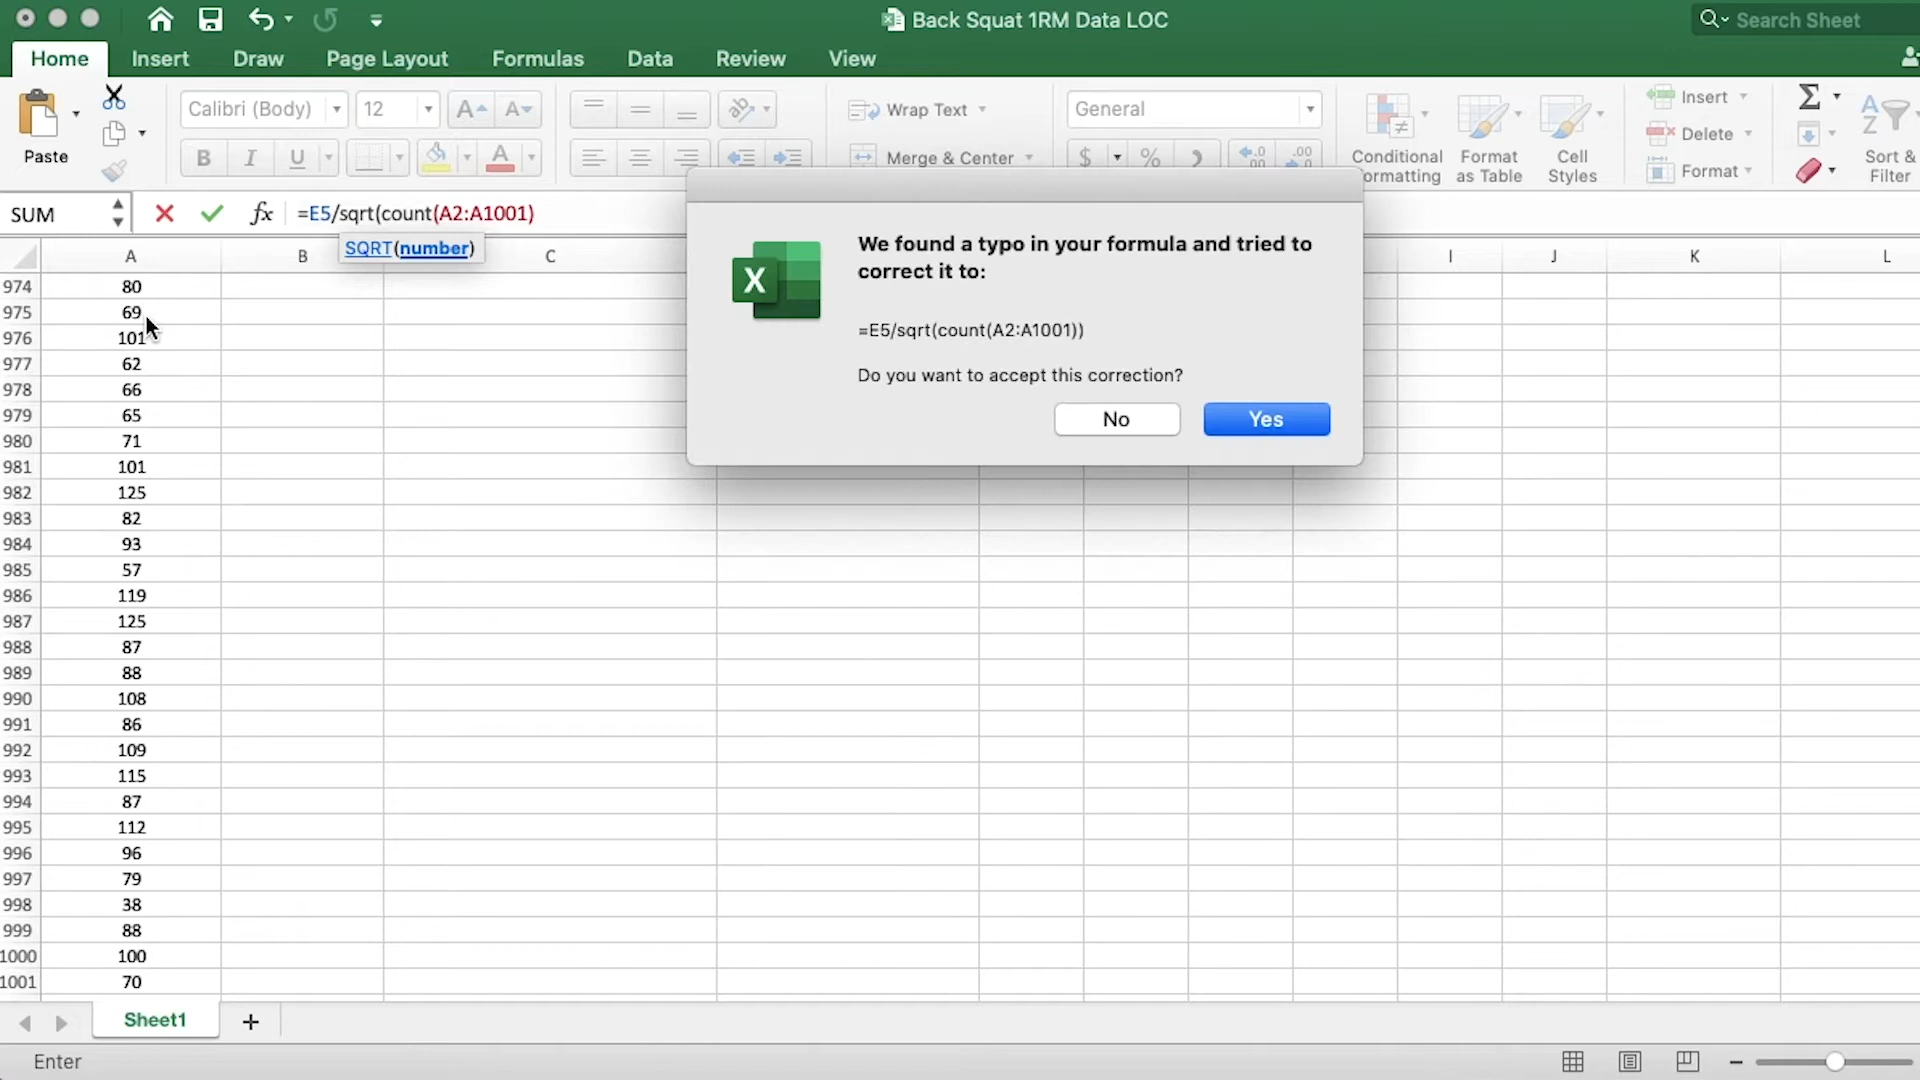 Back Squat 1RM Data LOC
Search Sheet
Home Insert Draw Page Layout Formulas Data Review View
Calibri (Body) 12
Wrap Text
General
Insert
Delete
Format
Paste
B I U
Merge & Center
$ %
Conditional
ormatting
Format
as Table
Cell
Styles
Sort &
Filter
SUM fx =E5/sqrt(count(A2:A1001)
SQRT(number)
We found a typo in your formula and tried to
correct it to:
=E5/sqrt(count(A2:A1001))
Do you want to accept this correction?
No Yes
A B C I J K L
974 80
975 69
976 101
977 62
978 66
979 65
980 71
981 101
982 125
983 82
984 93
985 57
986 119
987 125
988 87
989 88
990 108
991 86
992 109
993 115
994 87
995 112
996 96
997 79
998 38
999 88
1000 100
1001 70
Sheet1
Enter